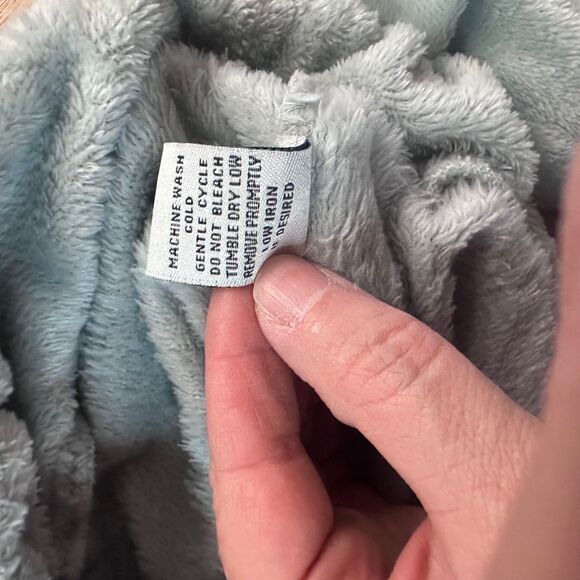 MACHINE WASH
COLD
GENTLE CYCLE
DO NOT BLEACH
TUMBLE DRY LOW
REMOVE PROMPTLY
LOW IRON
DESIRED